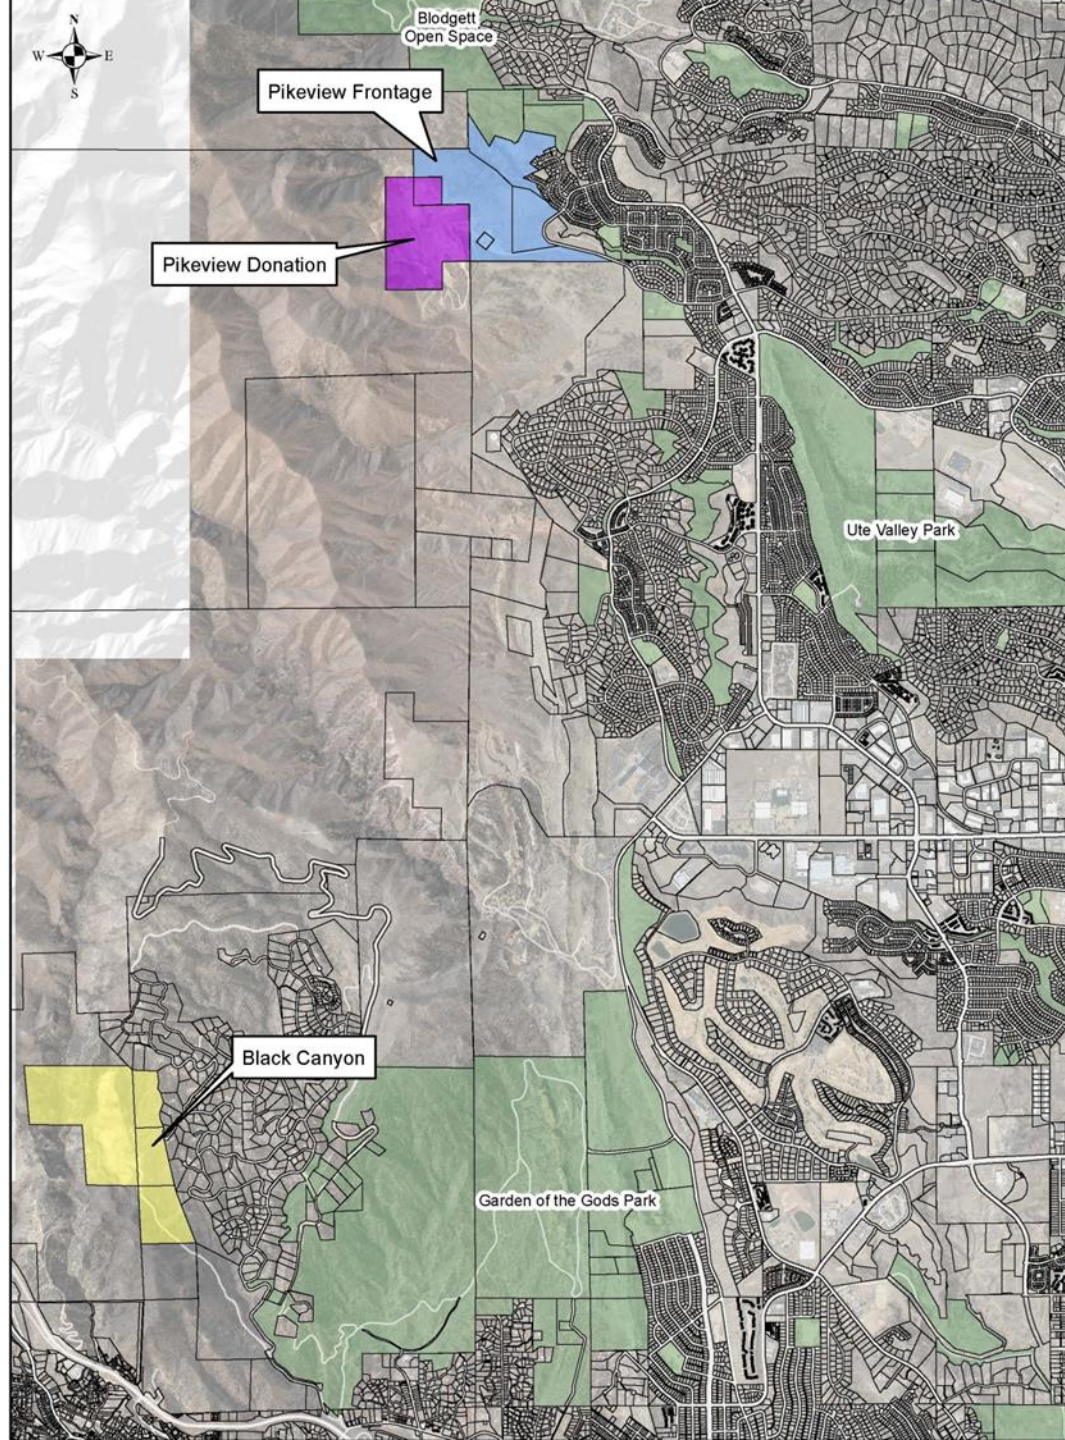 N
W E
S
Blodgett
Open Space
Pikeview Frontage
Pikeview Donation
Ute Valley Park
Black Canyon
Garden of the Gods Park